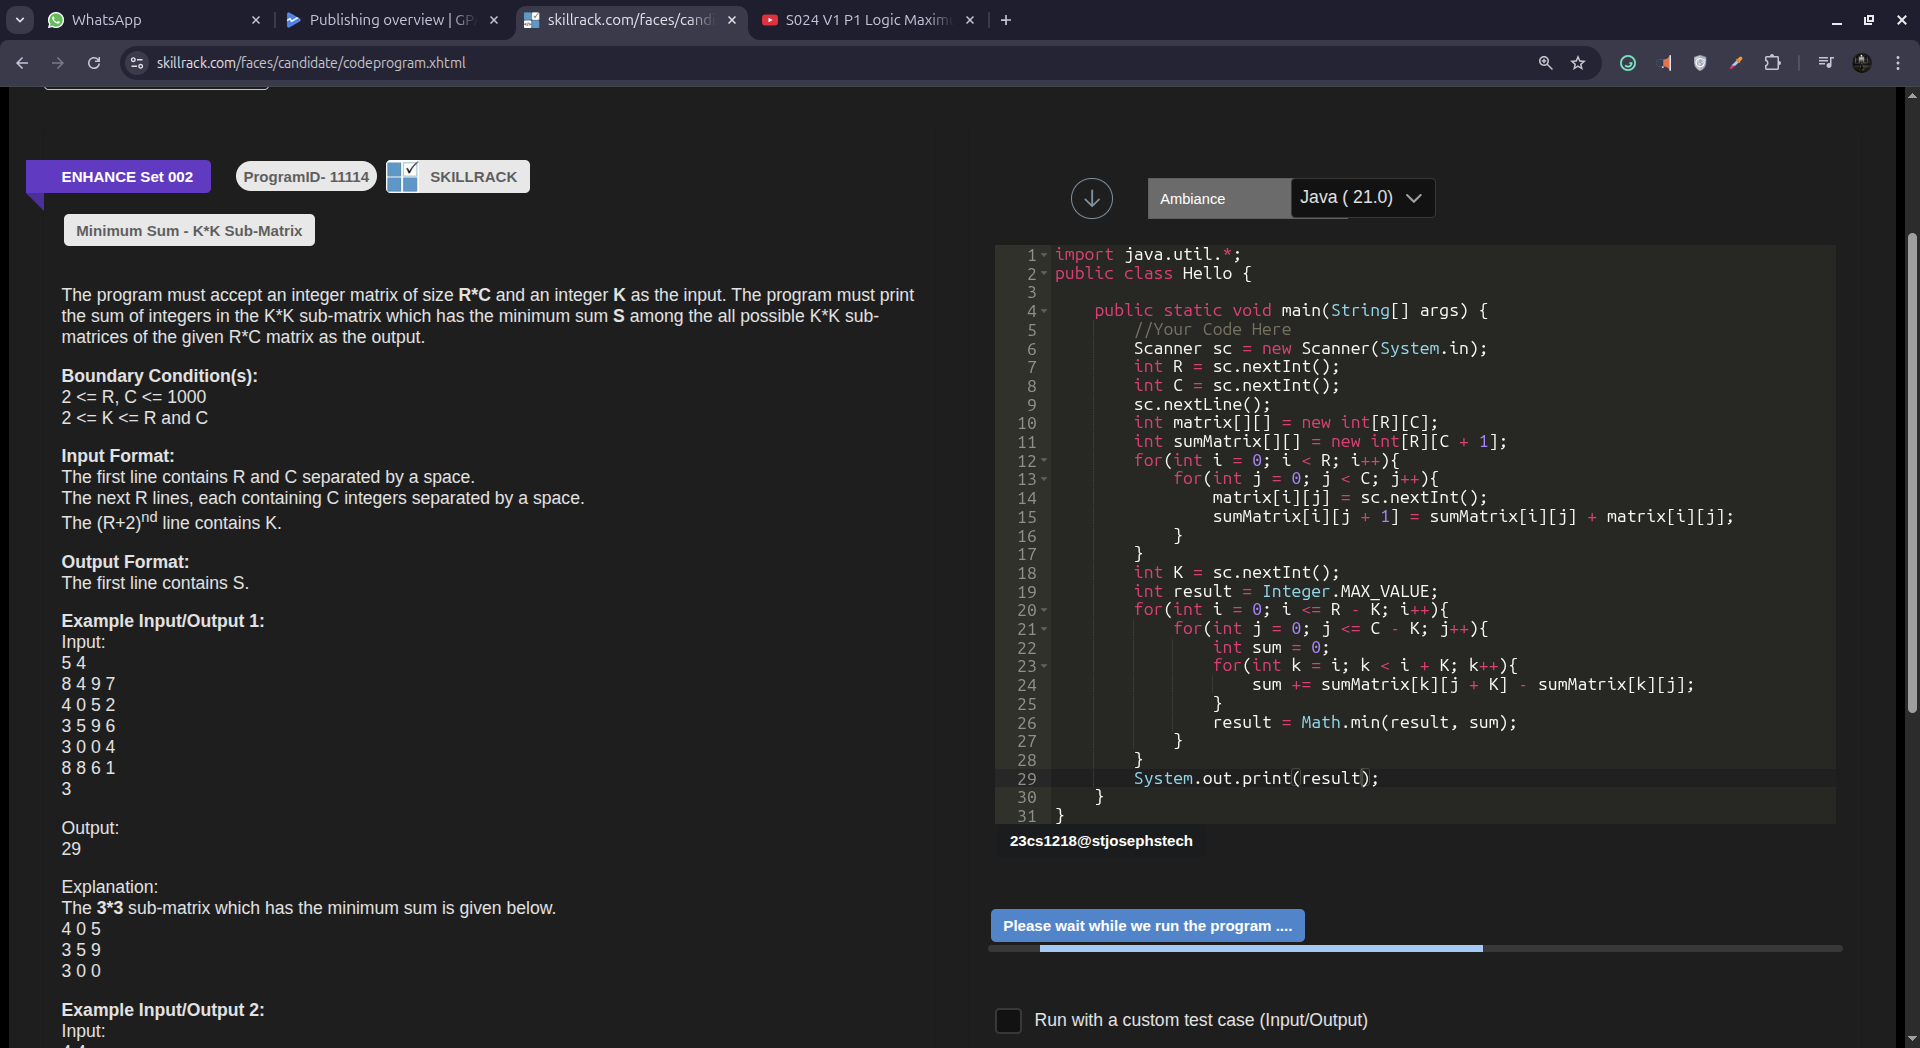 WhatsApp
Publishing overview | GP
skillrack.com/faces/candi
S024 V1 P1 Logic Maxim
skillrack.com/faces/candidate/codeprogram.xhtml
ENHANCE Set 002
ProgramID- 11114
SKILLRACK
Minimum Sum - K*K Sub-Matrix
The program must accept an integer matrix of size R*C and an integer K as the input. The program must print
the sum of integers in the K*K sub-matrix which has the minimum sum S among the all possible K*K sub-
matrices of the given R*C matrix as the output.
Boundary Condition(s):
2 <= R, C <= 1000
2 <= K <= R and C
Input Format:
The first line contains R and C separated by a space.
The next R lines, each containing C integers separated by a space.
The (R+2)nd line contains K.
Output Format:
The first line contains S.
Example Input/Output 1:
Input:
5 4
8 4 9 7
4 0 5 2
3 5 9 6
3 0 0 4
8 8 6 1
3
Output:
29
Explanation:
The 3*3 sub-matrix which has the minimum sum is given below.
4 0 5
3 5 9
3 0 0
Example Input/Output 2:
Input:
Ambiance
Java ( 21.0)
1 import java.util.*;
2 public class Hello {
3
4 public static void main(String[] args) {
5 //Your Code Here
6 Scanner sc = new Scanner(System.in);
7 int R = sc.nextInt();
8 int C = sc.nextInt();
9 sc.nextLine();
10 int matrix[][] = new int[R][C];
11 int sumMatrix[][] = new int[R][C + 1];
12 for(int i = 0; i < R; i++){
13 for(int j = 0; j < C; j++){
14 matrix[i][j] = sc.nextInt();
15 sumMatrix[i][j + 1] = sumMatrix[i][j] + matrix[i][j];
16 }
17 }
18 int K = sc.nextInt();
19 int result = Integer.MAX_VALUE;
20 for(int i = 0; i <= R - K; i++){
21 for(int j = 0; j <= C - K; j++){
22 int sum = 0;
23 for(int k = i; k < i + K; k++){
24 sum += sumMatrix[k][j + K] - sumMatrix[k][j];
25 }
26 result = Math.min(result, sum);
27 }
28 }
29 System.out.print(result);
30 }
31 }
23cs1218@stjosephstech
Please wait while we run the program ....
Run with a custom test case (Input/Output)